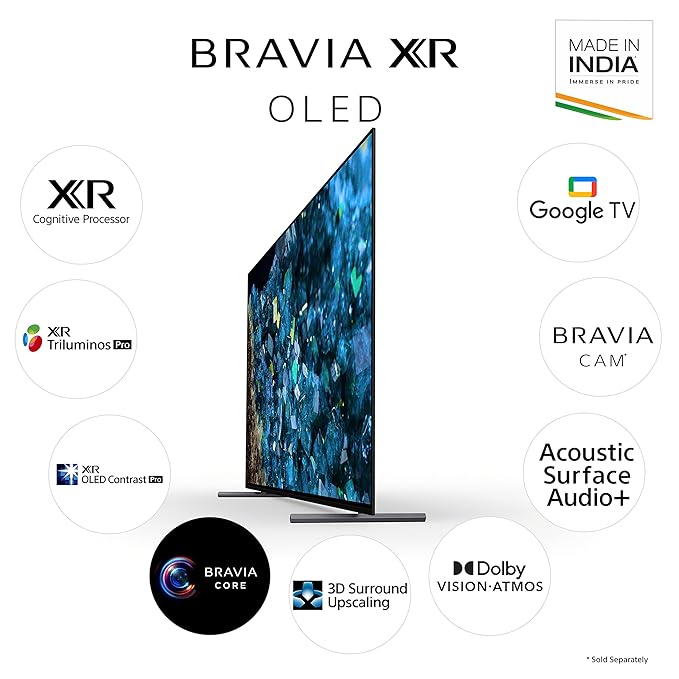 BRAVIA XR
OLED
MADE IN
INDIA
IMMERSE IN PRIDE
XR
Cognitive Processor
Google TV
XR
Triluminos Pro
BRAVIA
CAM*
XR
OLED Contrast Pro
Acoustic
Surface
Audio+
BRAVIA
CORE
3D Surround
Upscaling
Dolby
VISION·ATMOS
* Sold Separately